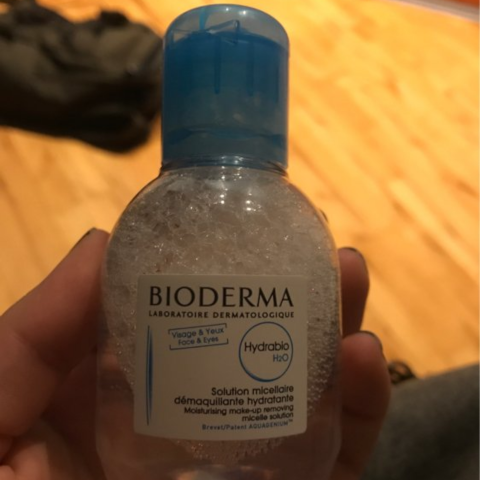 BIODERMA
LABORATOIRE DERMATOLOGIQUE
Visage & Yeux
Face & Eyes
Hydrabio
H2O
Solution micellaire
démaquillante hydratante
Moisturising make-up removing
micelle solution
Brevet/Patent AQUAGENIUM™